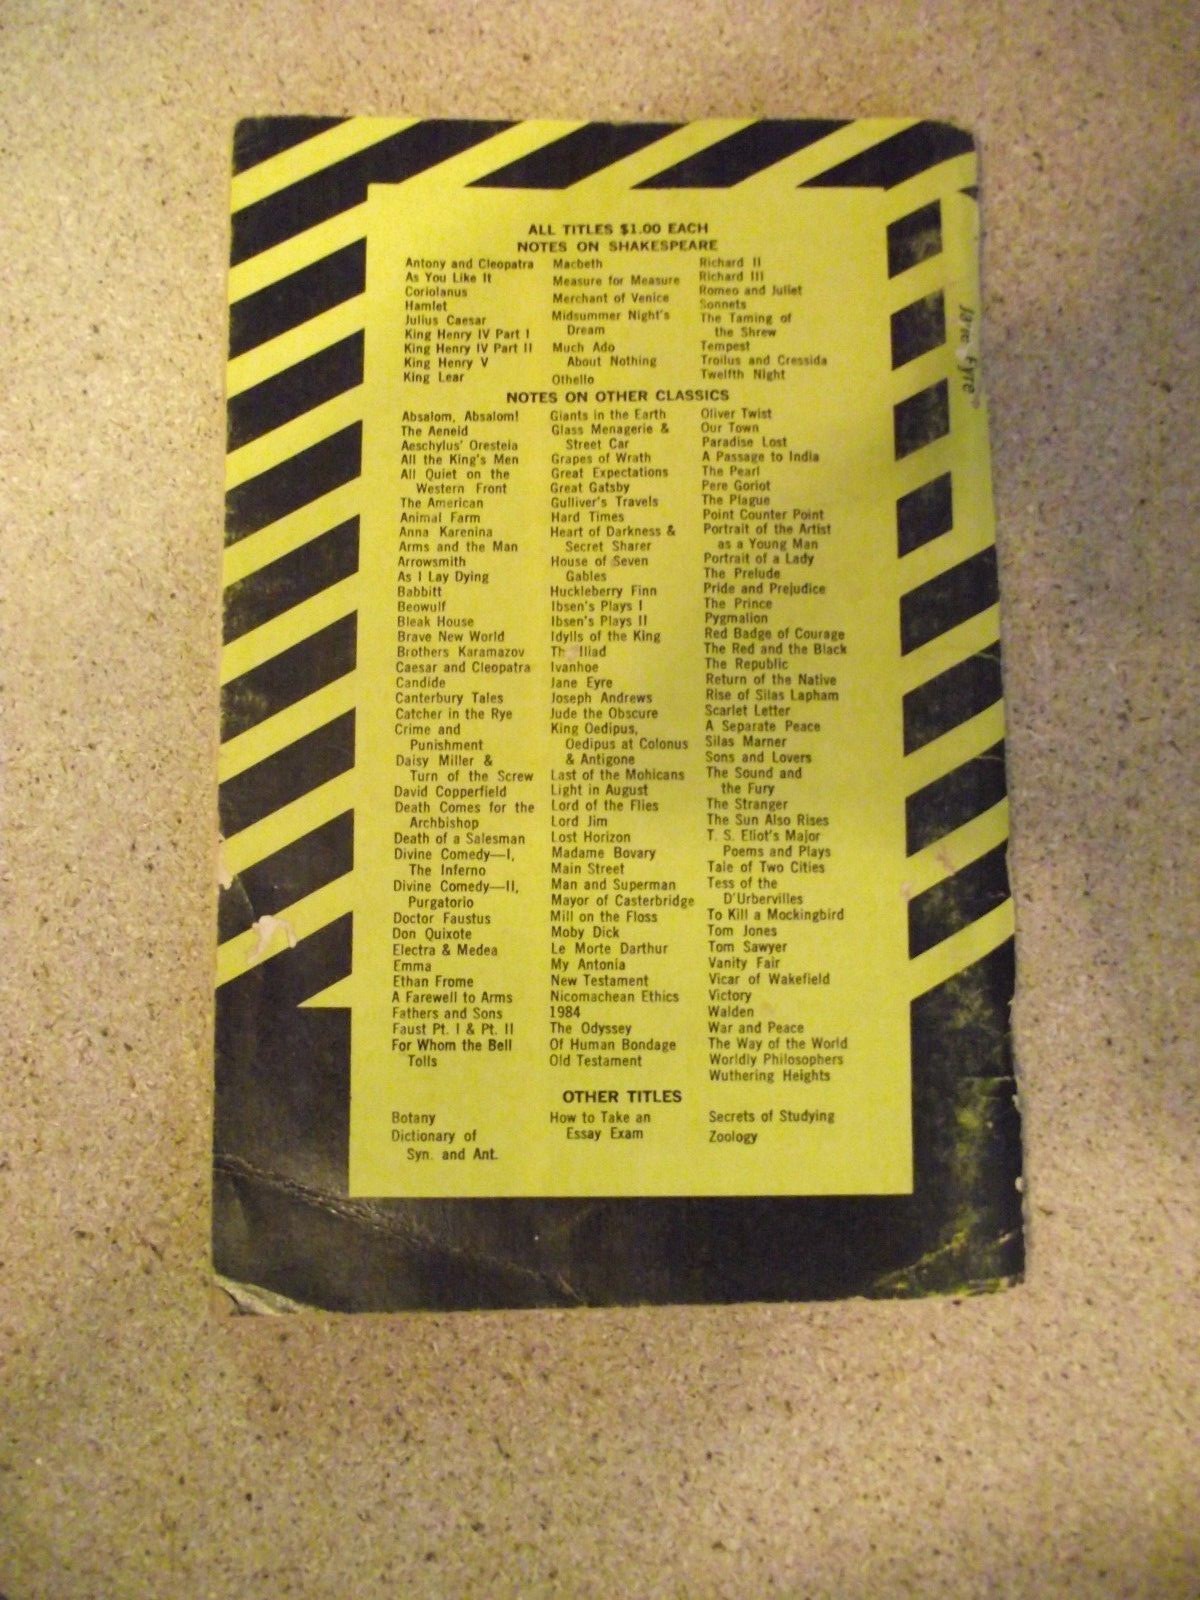 ALL TITLES $1.00 EACH
NOTES ON SHAKESPEARE
Antony and Cleopatra
As You Like It
Coriolanus
Hamlet
Julius Caesar
King Henry IV Part I
King Henry IV Part II
King Henry V
King Lear
Macbeth
Measure for Measure
Merchant of Venice
Midsummer Night's
Dream
Much Ado
About Nothing
Othello
Richard II
Richard III
Romeo and Juliet
Sonnets
The Taming of
the Shrew
Tempest
Troilus and Cressida
Twelfth Night
NOTES ON OTHER CLASSICS
Absalom, Absalom!
The Aeneid
Aeschylus' Oresteia
All the King's Men
All Quiet on the
Western Front
The American
Animal Farm
Anna Karenina
Arms and the Man
Arrowsmith
As I Lay Dying
Babbitt
Beowulf
Bleak House
Brave New World
Brothers Karamazov
Caesar and Cleopatra
Candide
Canterbury Tales
Catcher in the Rye
Crime and
Punishment
Daisy Miller &
Turn of the Screw
David Copperfield
Death Comes for the
Archbishop
Death of a Salesman
Divine Comedy—I,
The Inferno
Divine Comedy—II,
Purgatorio
Doctor Faustus
Don Quixote
Electra & Medea
Emma
Ethan Frome
A Farewell to Arms
Fathers and Sons
Faust Pt. I & Pt. II
For Whom the Bell
Tolls
Giants in the Earth
Glass Menagerie &
Street Car
Grapes of Wrath
Great Expectations
Great Gatsby
Gulliver's Travels
Hard Times
Heart of Darkness &
Secret Sharer
House of Seven
Gables
Huckleberry Finn
Ibsen's Plays I
Ibsen's Plays II
Idylls of the King
The Iliad
Ivanhoe
Jane Eyre
Joseph Andrews
Jude the Obscure
King Oedipus,
Oedipus at Colonus
& Antigone
Last of the Mohicans
Light in August
Lord of the Flies
Lord Jim
Lost Horizon
Madame Bovary
Main Street
Man and Superman
Mayor of Casterbridge
Mill on the Floss
Moby Dick
Le Morte Darthur
My Antonia
New Testament
Nicomachean Ethics
1984
The Odyssey
Of Human Bondage
Old Testament
Oliver Twist
Our Town
Paradise Lost
A Passage to India
The Pearl
Pere Goriot
The Plague
Point Counter Point
Portrait of the Artist
as a Young Man
Portrait of a Lady
The Prelude
Pride and Prejudice
The Prince
Pygmalion
Red Badge of Courage
The Red and the Black
The Republic
Return of the Native
Rise of Silas Lapham
Scarlet Letter
A Separate Peace
Silas Marner
Sons and Lovers
The Sound and
the Fury
The Stranger
The Sun Also Rises
T. S. Eliot's Major
Poems and Plays
Tale of Two Cities
Tess of the
D'Urbervilles
To Kill a Mockingbird
Tom Jones
Tom Sawyer
Vanity Fair
Vicar of Wakefield
Victory
Walden
War and Peace
The Way of the World
Worldly Philosophers
Wuthering Heights
OTHER TITLES
Botany
Dictionary of
Syn. and Ant.
How to Take an
Essay Exam
Secrets of Studying
Zoology
Jane Eyre